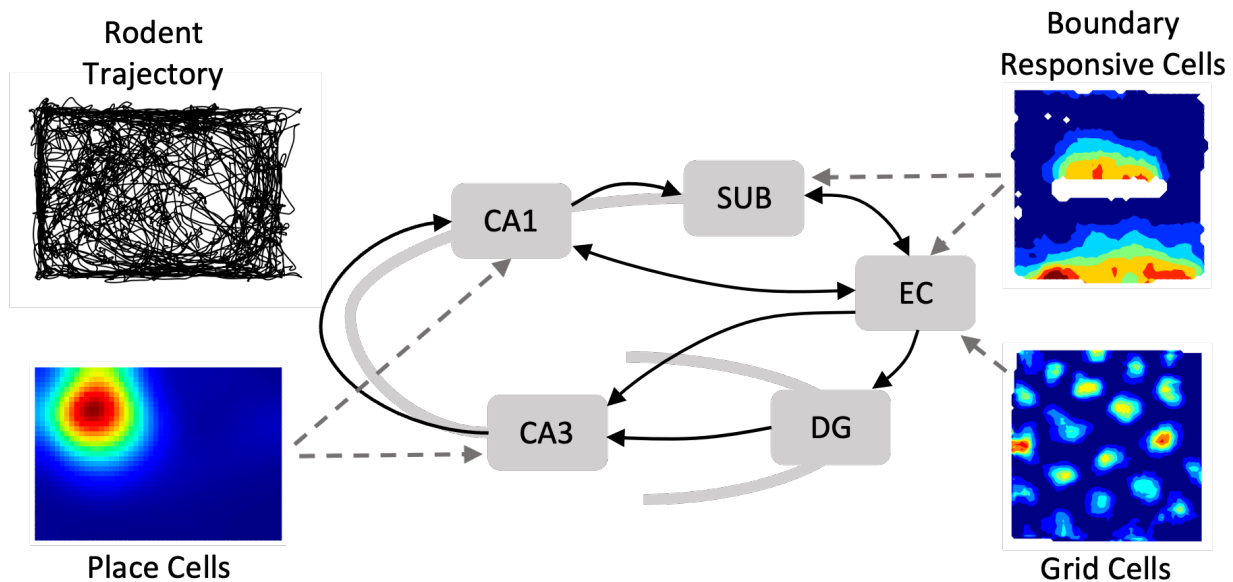 Rodent
Trajectory
Boundary
Responsive Cells
SUB
CA1
EC
CA3
DG
Place Cells
Grid Cells